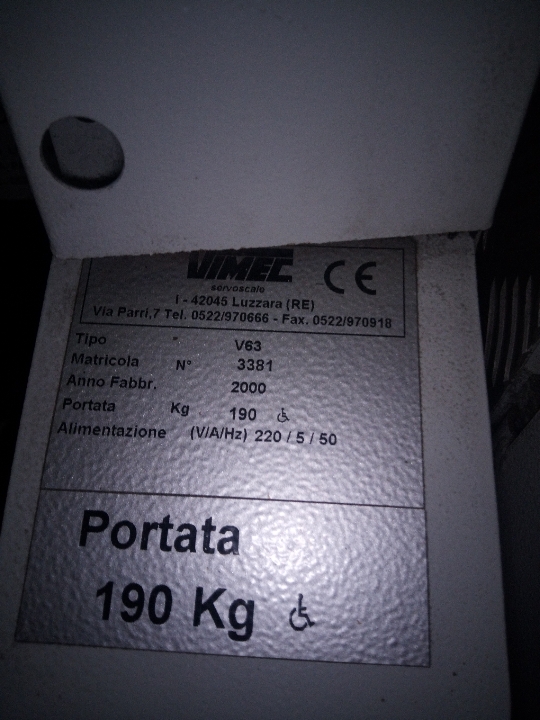 VIMEC CE
servoscale
I - 42045 Luzzara (RE)
Via Parri,7 Tel. 0522/970666 - Fax. 0522/970918
Tipo " V63
Matricola N° 3381
Anno Fabbr. 2000
Portata Kg 190
Alimentazione (V/A/Hz) 220 / 5 / 50
Portata
190 Kg